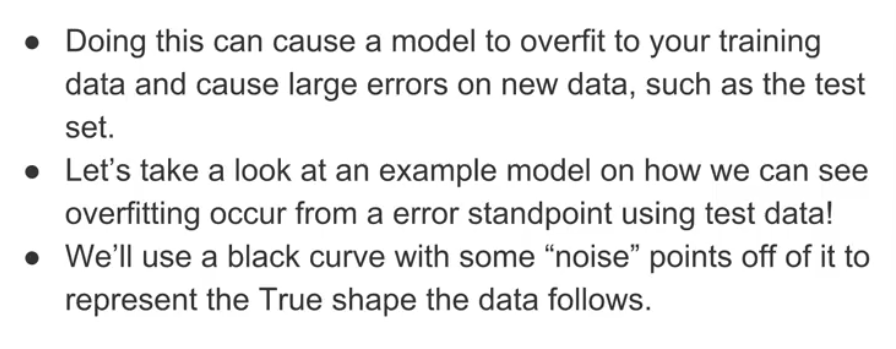 ● Doing this can cause a model to overfit to your training
data and cause large errors on new data, such as the test
set.
● Let’s take a look at an example model on how we can see
overfitting occur from a error standpoint using test data!
● We’ll use a black curve with some “noise” points off of it to
represent the True shape the data follows.